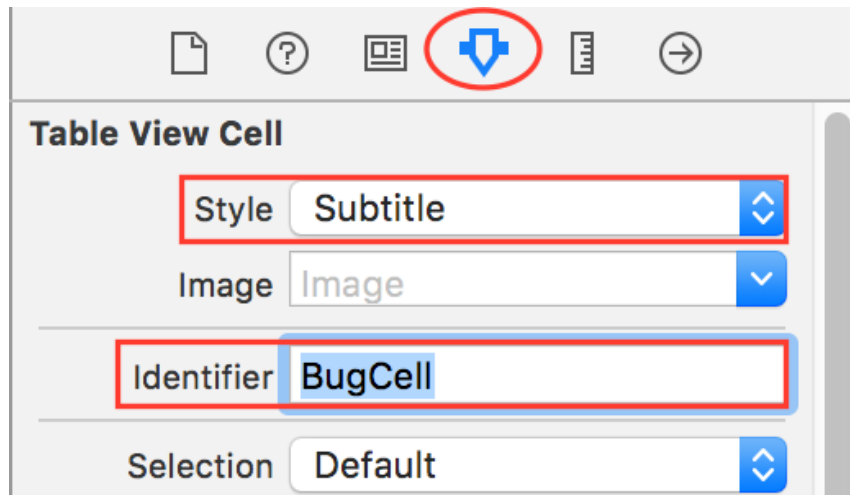 Table View Cell
Style Subtitle
Image Image
Identifier BugCell
Selection Default